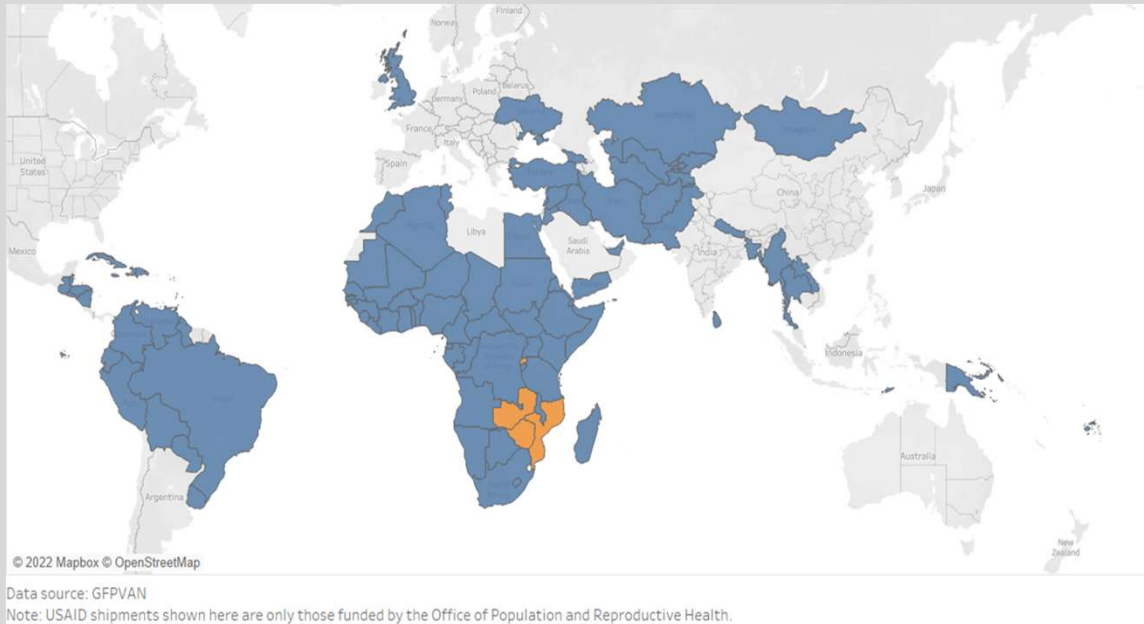 Finland
Norway
Poland
Belarus
Germany
France
Italy
Spain
United
States
China
Japan
Libya
Mexico
Saudi
Arabia
India
Indonesia
Australia
Argentina
New
Zealand
© 2022 Mapbox © OpenStreetMap
Data source: GFPVAN
Note: USAID shipments shown here are only those funded by the Office of Population and Reproductive Health.